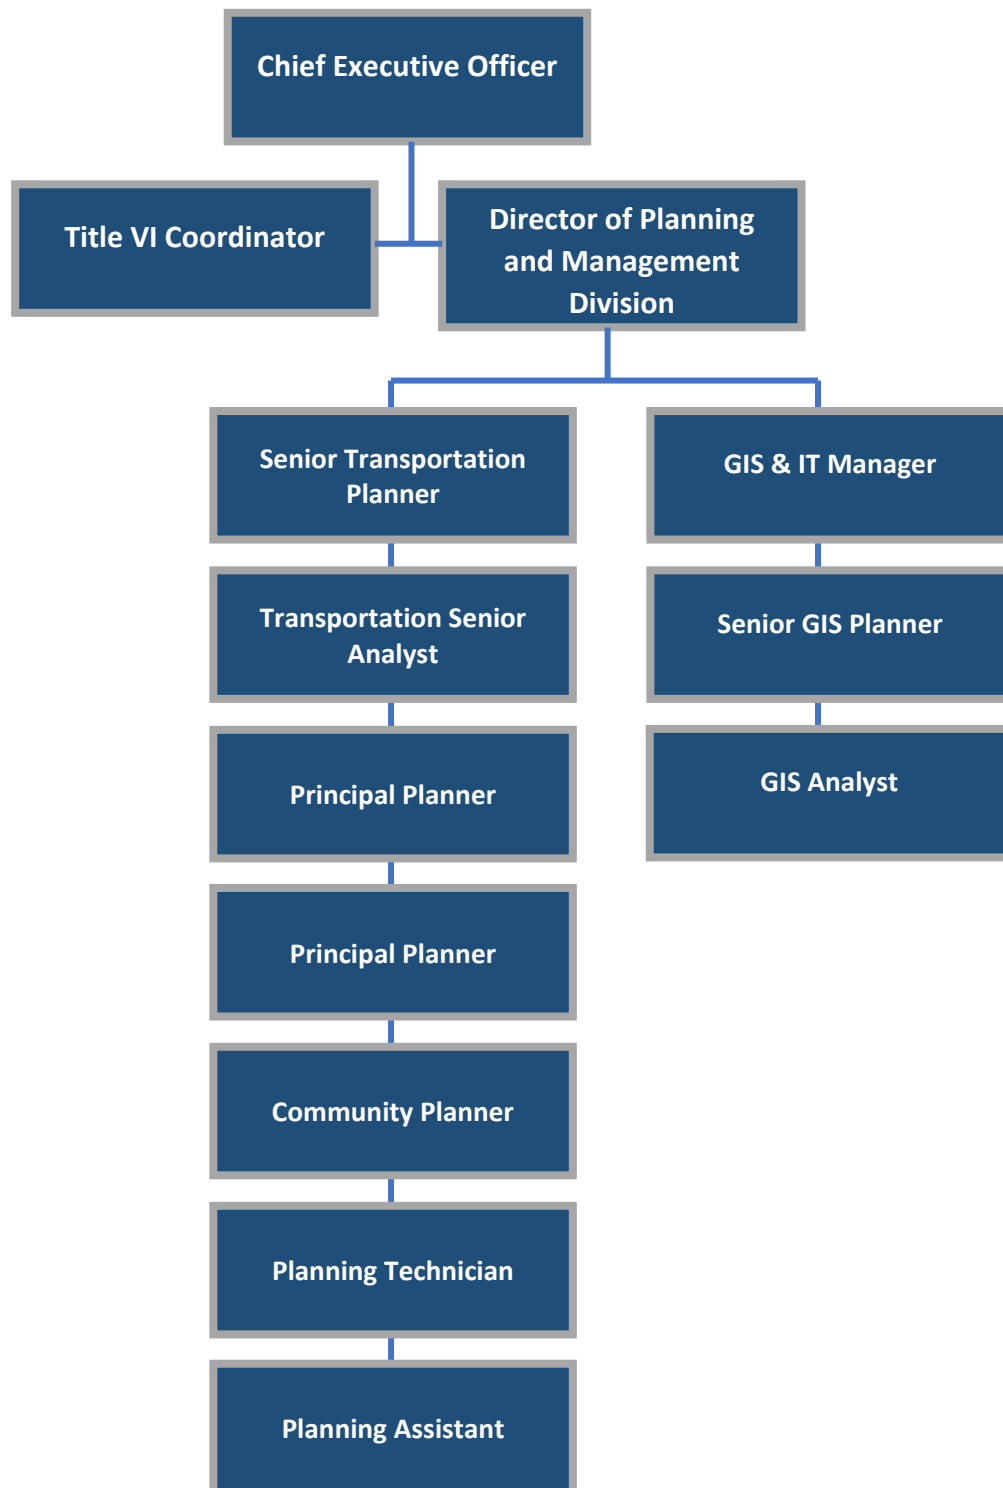 Chief Executive Officer
Title VI Coordinator
Director of Planning
and Management
Division
Senior Transportation
Planner
GIS & IT Manager
Transportation Senior
Analyst
Senior GIS Planner
Principal Planner
GIS Analyst
Principal Planner
Community Planner
Planning Technician
Planning Assistant